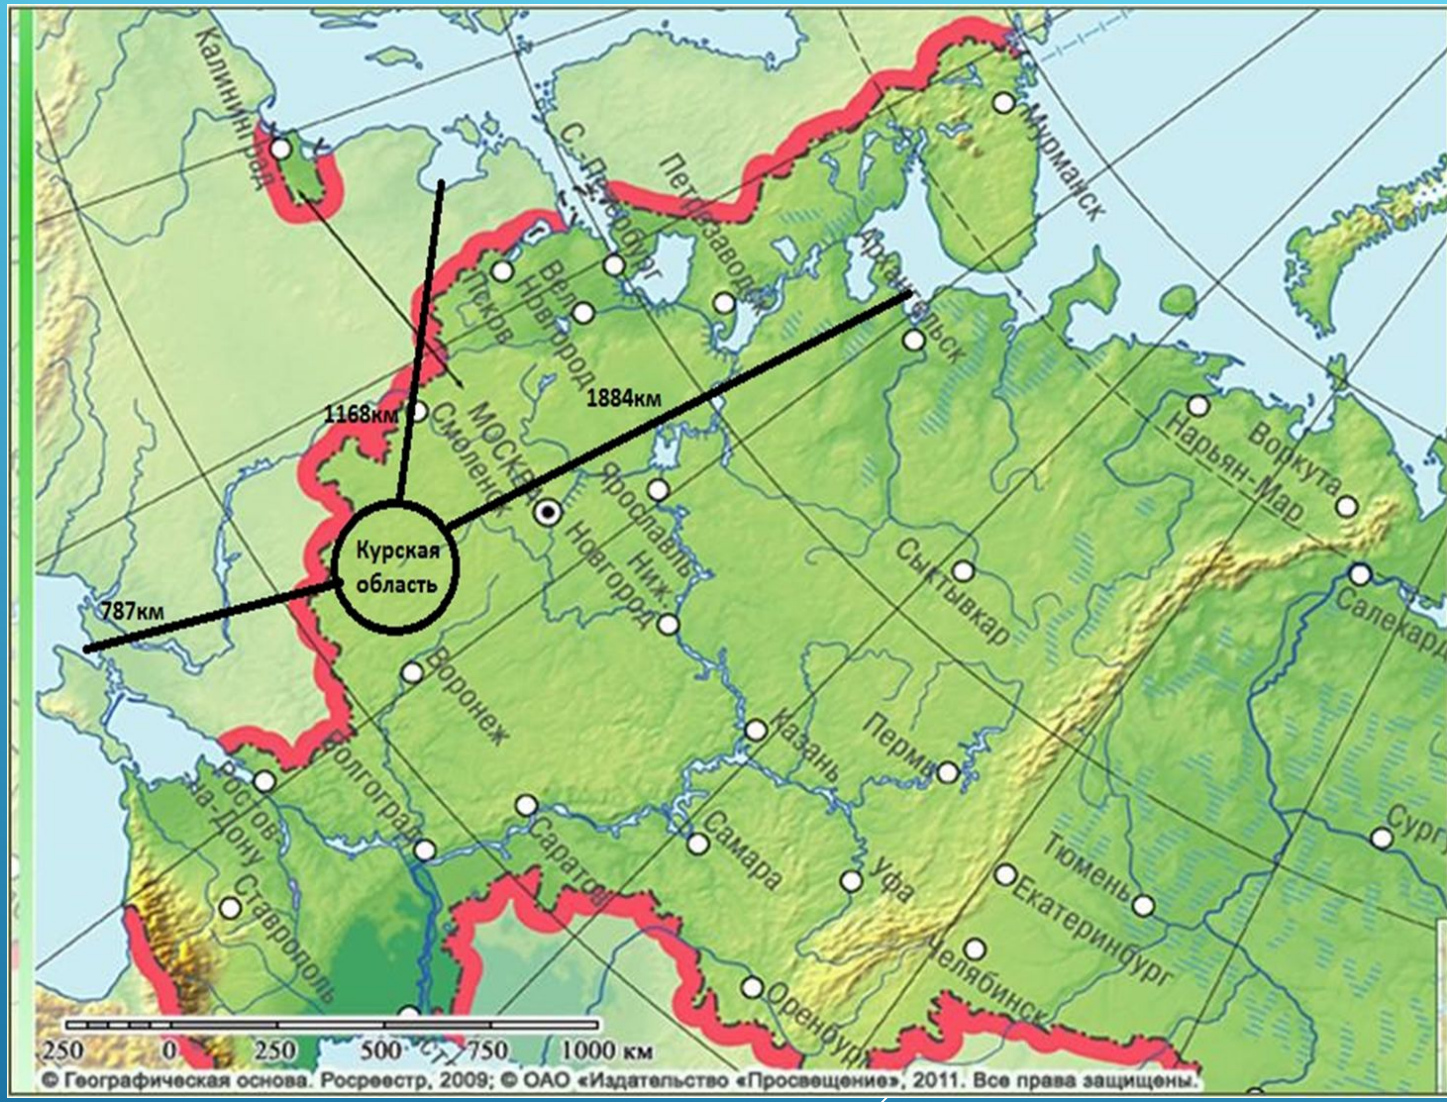 Калининград
Мурманск
С.-Петербург
Петрозаводск
Архангельск
Псков
Вел.
Новгород
1884км
1168км
Смоленск
МОСКВА
Нарьян-Мар
Воркута
Ярославль
Ниж.
Новгород
Сыктывкар
Салехард
Курская
область
787км
Воронеж
Казань
Пермь
Волгоград
Ростов-
на-Дону
Саратов
Самара
Уфа
Тюмень
Сург
Екатеринбург
Ставрополь
Челябинск
Оренбург
250 0 250 500 750 1000 км
© Географическая основа. Росреестр, 2009; © ОАО «Издательство «Просвещение», 2011. Все права защищены.